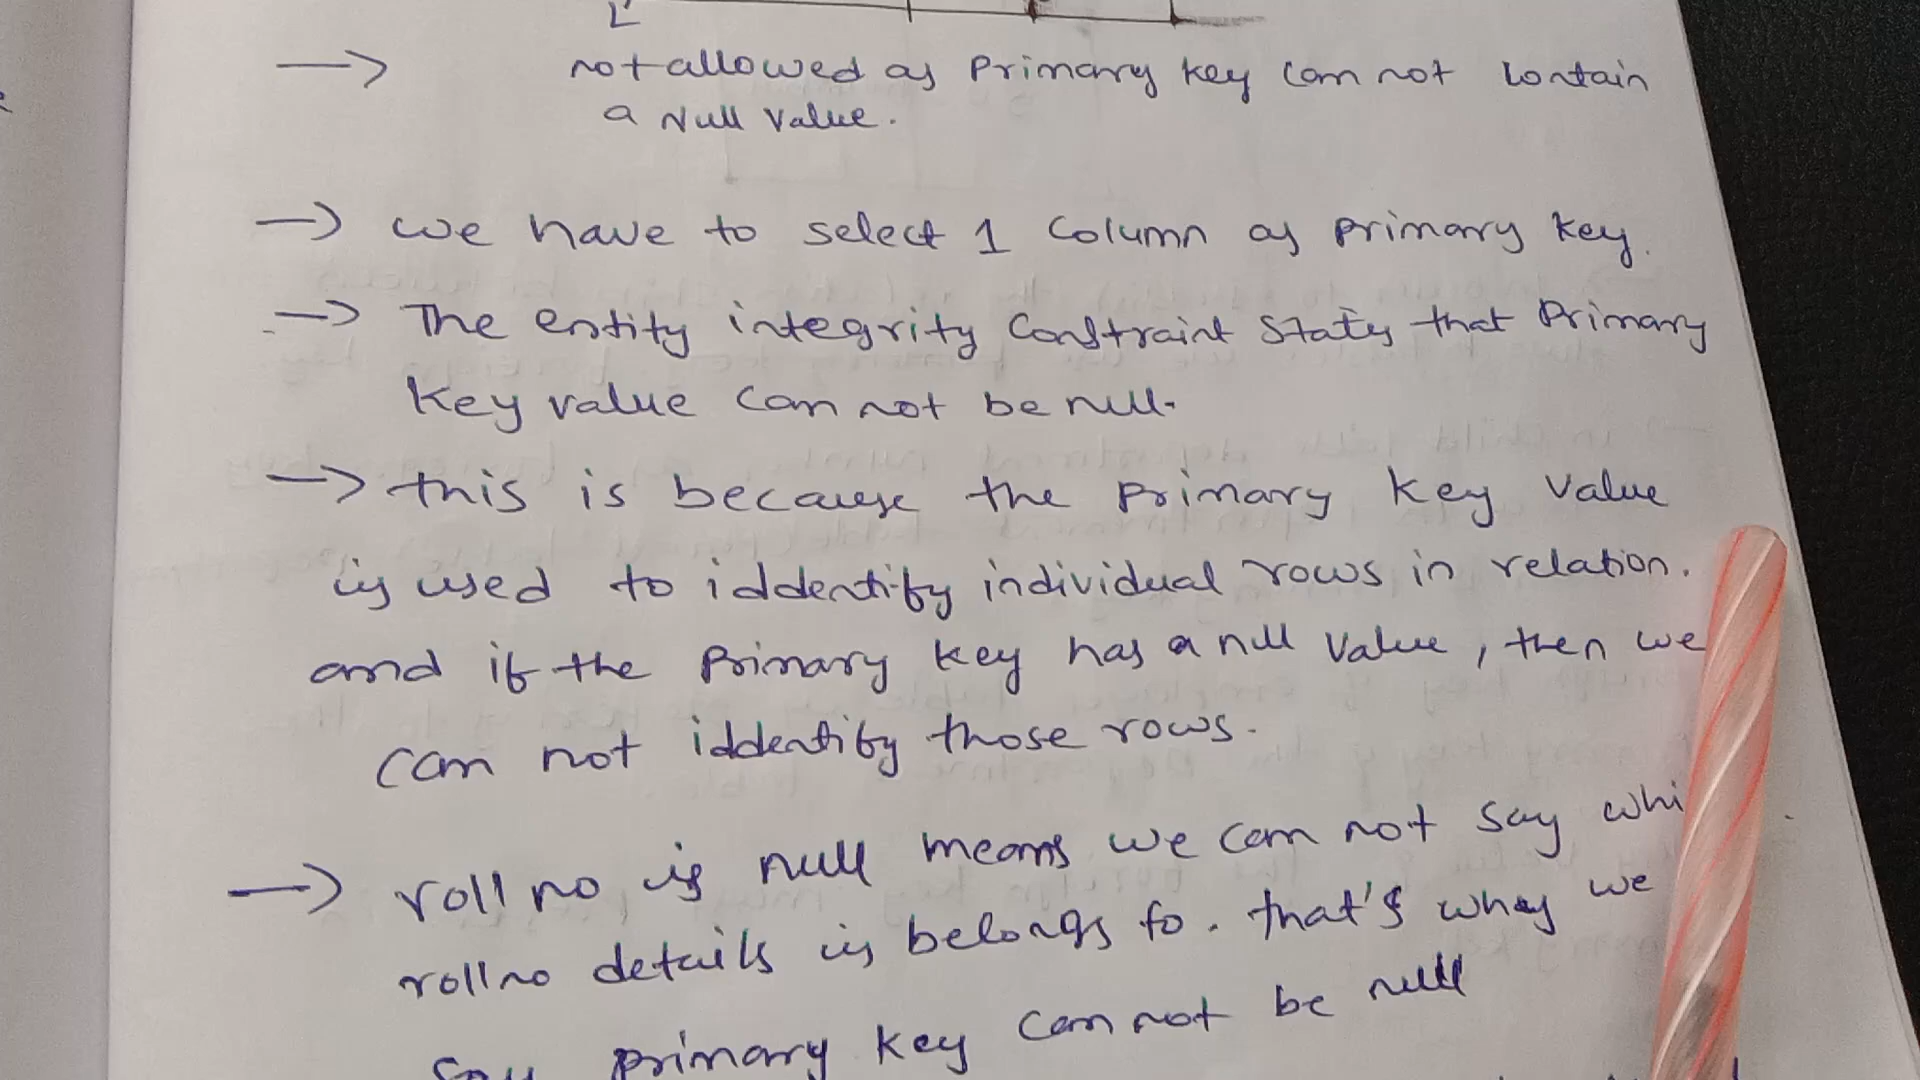 → not allowed as Primary key can not contain
a Null Value.
→ we have to select 1 Column as primary key.
→ The entity integrity Constraint States that Primary
Key value can not be null.
→ this is because the primary key value
is used to iddentify individual rows in relation.
and if the Primary key has a null Value, then we
can not iddentify those rows.
→ roll no is null means we can not say whi
roll no details is belongs to. that's whey we
Say primary key can not be null